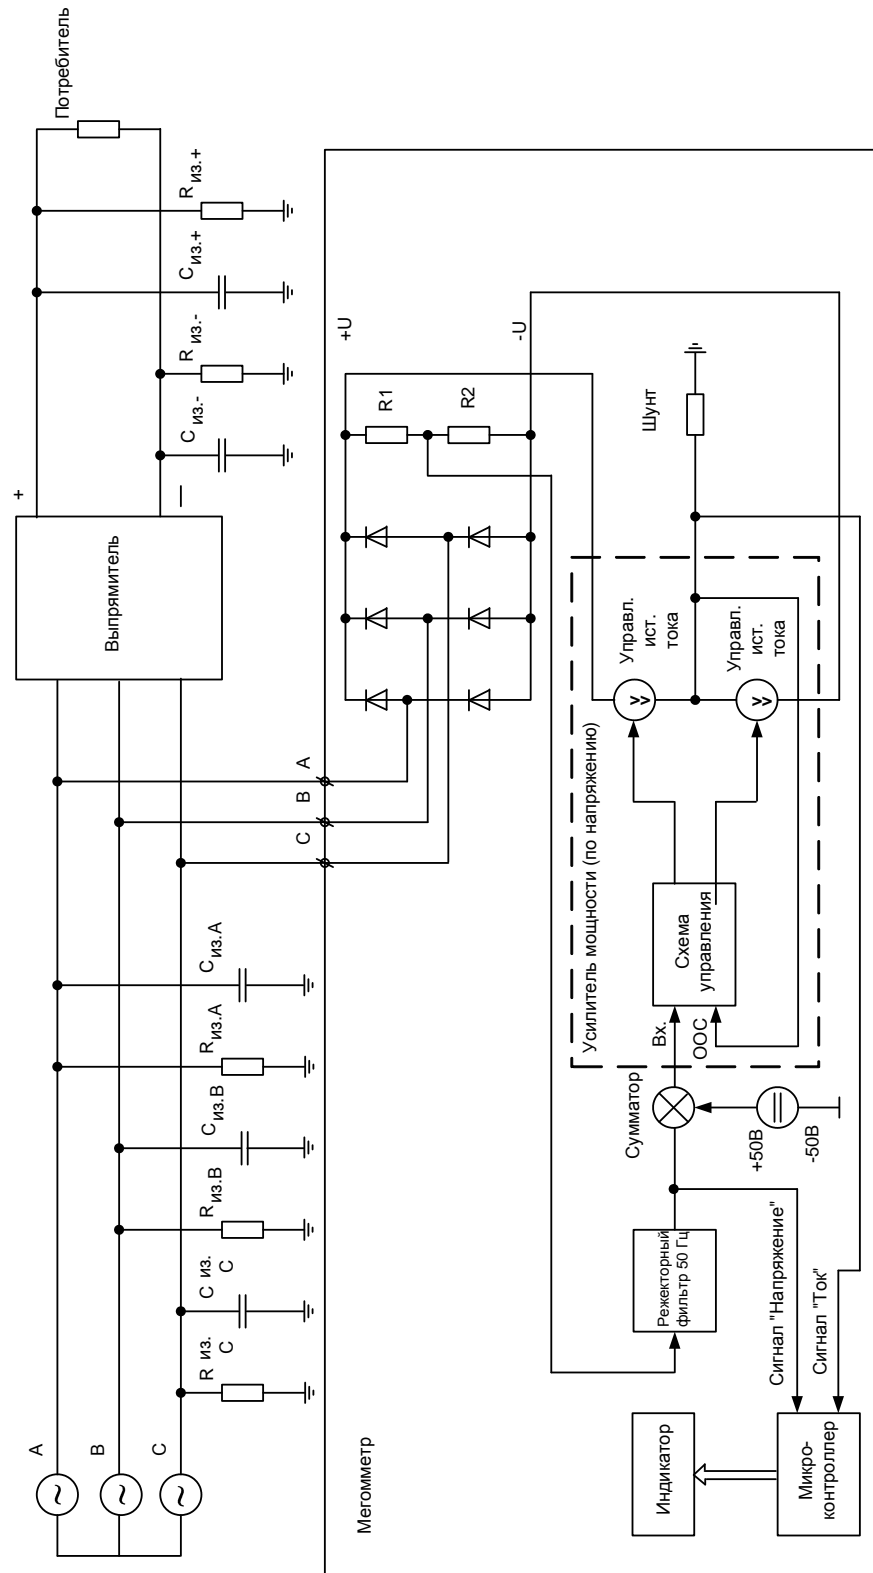 A
B
C
R из. C
C из. C
R из.B
C из.B
R из.A
C из.A
C
B
A
Выпрямитель
+
—
C из.-
R из.-
C из.+
R из.+
Потребитель
Мегомметр
+U
-U
R1
R2
Шунт
Индикатор
Микро-
контроллер
Сигнал "Напряжение"
Сигнал "Ток"
Режекторный
фильтр 50 Гц
Сумматор
+50В
-50В
Усилитель мощности (по напряжению)
Вх.
ООС
Схема
управления
Управл.
ист.
тока
Управл.
ист.
тока